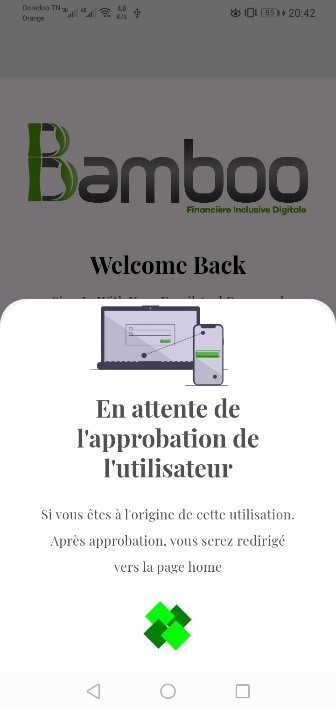 Ooredoo TN
Orange
4,8
K/s
85
20:42
Bamboo
Financière Inclusive Digitale
Welcome Back
En attente de
l'approbation de
l'utilisateur
Si vous êtes à l'origine de cette utilisation.
Après approbation, vous serez redirigé
vers la page home